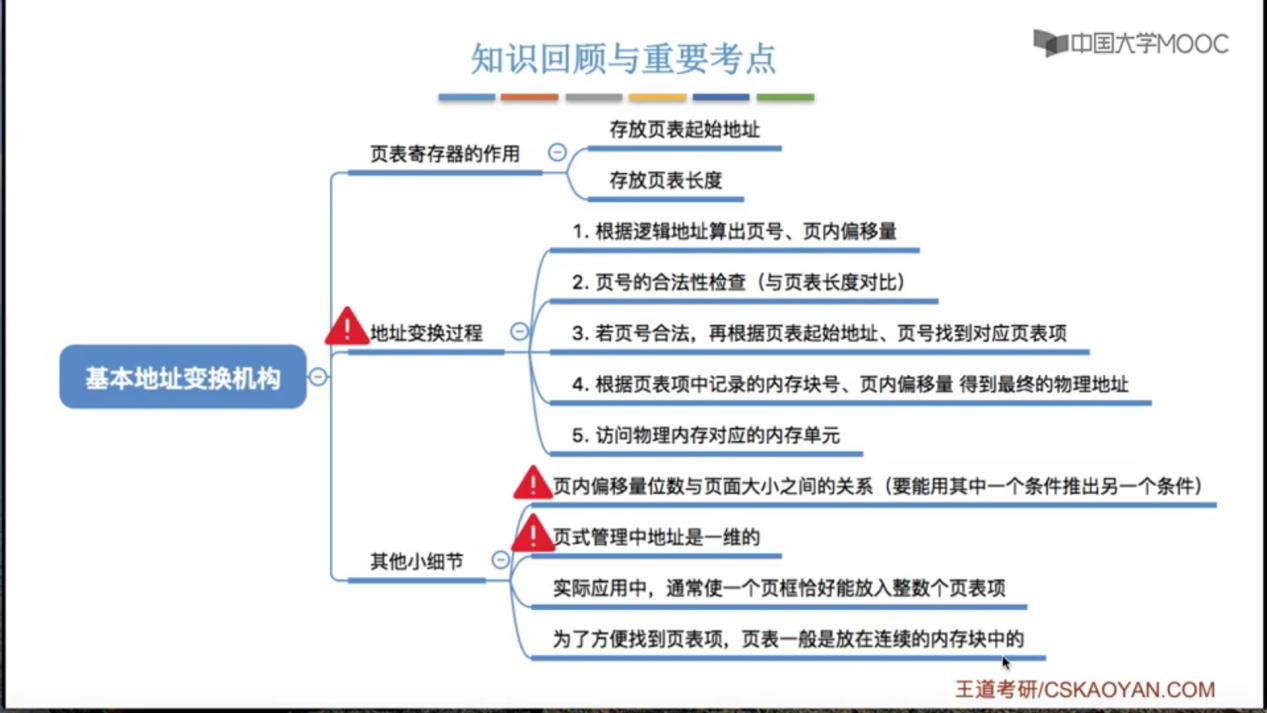 知识回顾与重要考点
中国大学MOOC
存放页表起始地址
页表寄存器的作用
存放页表长度
1. 根据逻辑地址算出页号、页内偏移量
2. 页号的合法性检查（与页表长度对比）
地址变换过程
3. 若页号合法，再根据页表起始地址、页号找到对应页表项
基本地址变换机构
4. 根据页表项中记录的内存块号、页内偏移量 得到最终的物理地址
5. 访问物理内存对应的内存单元
页内偏移量位数与页面大小之间的关系（要能用其中一个条件推出另一个条件）
页式管理中地址是一维的
其他小细节
实际应用中，通常使一个页框恰好能放入整数个页表项
为了方便找到页表项，页表一般是放在连续的内存块中的
王道考研/CSKAOYAN.COM